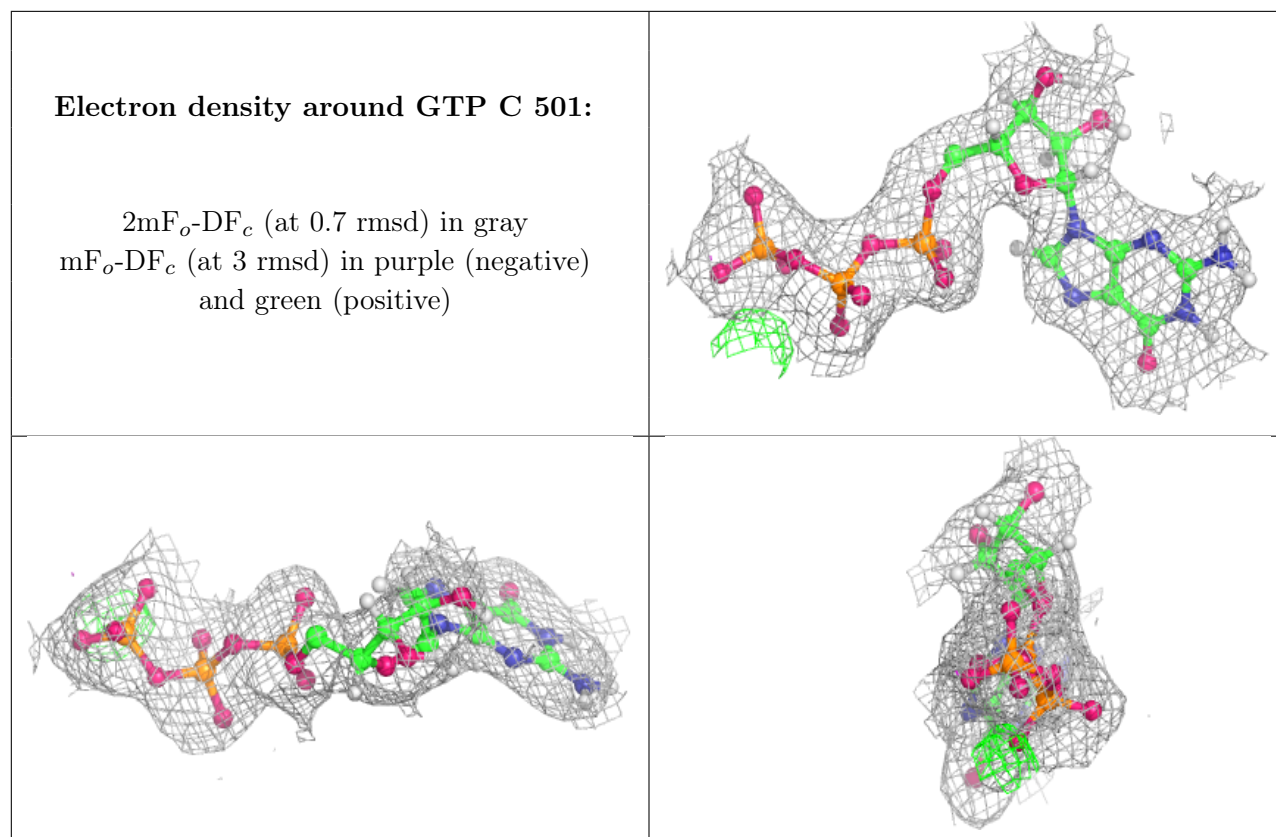 Electron density around GTP C 501:
2mFo-DFc (at 0.7 rmsd) in gray
mFo-DFc (at 3 rmsd) in purple (negative)
and green (positive)